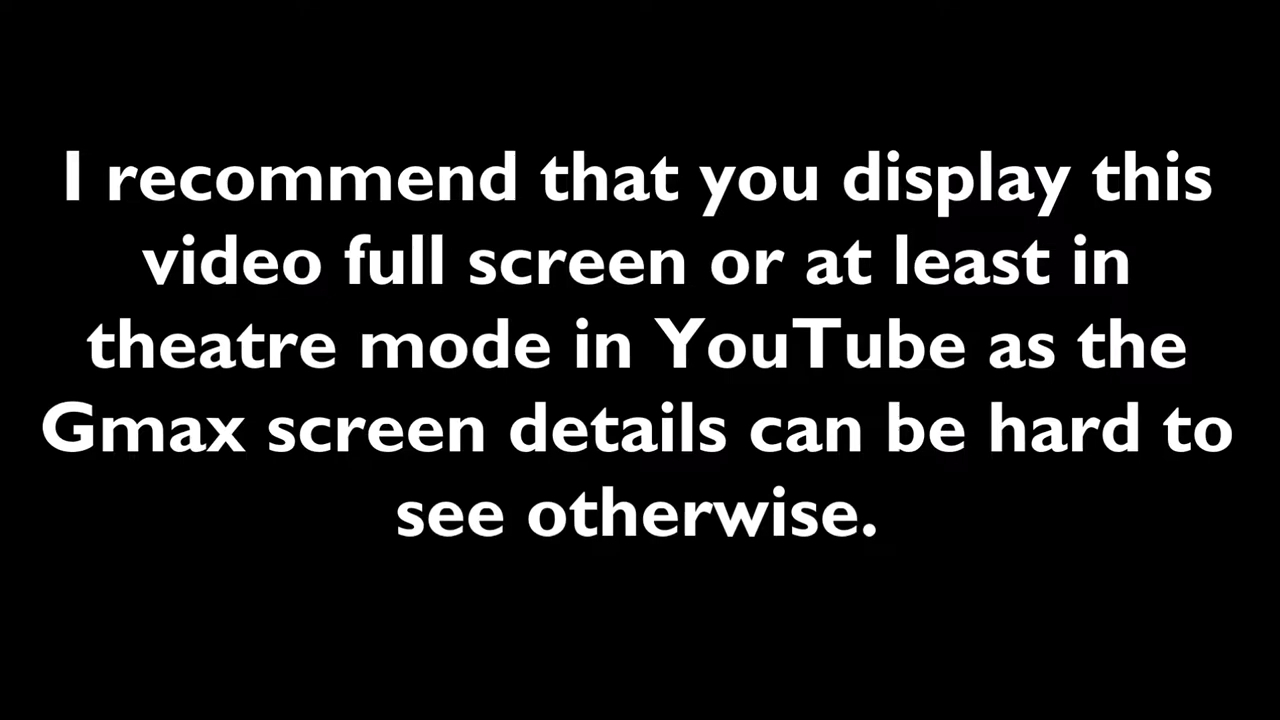 I recommend that you display this
video full screen or at least in
theatre mode in YouTube as the
Gmax screen details can be hard to
see otherwise.